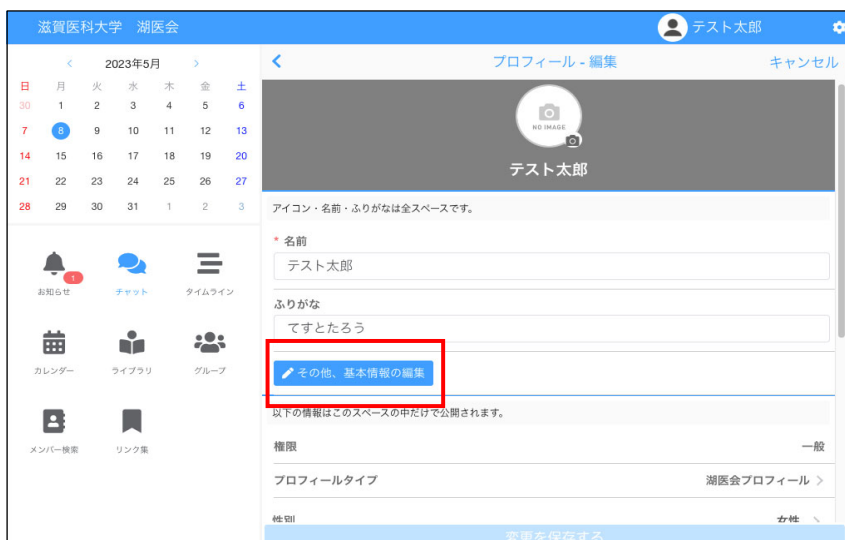 滋賀医科大学 湖医会
テスト太郎
< 2023年5月 >
日 月 火 水 木 金 土
30 1 2 3 4 5 6
7 8 9 10 11 12 13
14 15 16 17 18 19 20
21 22 23 24 25 26 27
28 29 30 31 1 2 3
1
お知らせ チャット タイムライン
カレンダー ライブラリ グループ
メンバー検索 リンク集
プロフィール - 編集
キャンセル
NO IMAGE
テスト太郎
アイコン・名前・ふりがなは全スペースです。
* 名前
テスト太郎
ふりがな
てすとたろう
その他、基本情報の編集
以下の情報はこのスペースの中だけで公開されます。
権限 一般
プロフィールタイプ 湖医会プロフィール >
性別 女性 >
変更を保存する